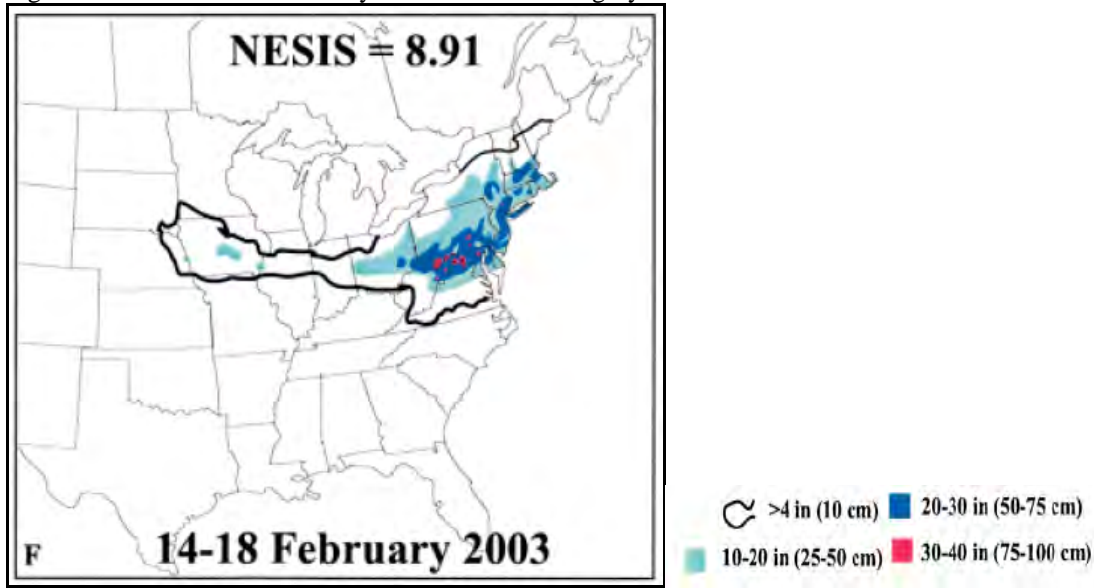 NESIS = 8.91
F
14-18 February 2003
>4 in (10 cm)
20-30 in (50-75 cm)
10-20 in (25-50 cm)
30-40 in (75-100 cm)